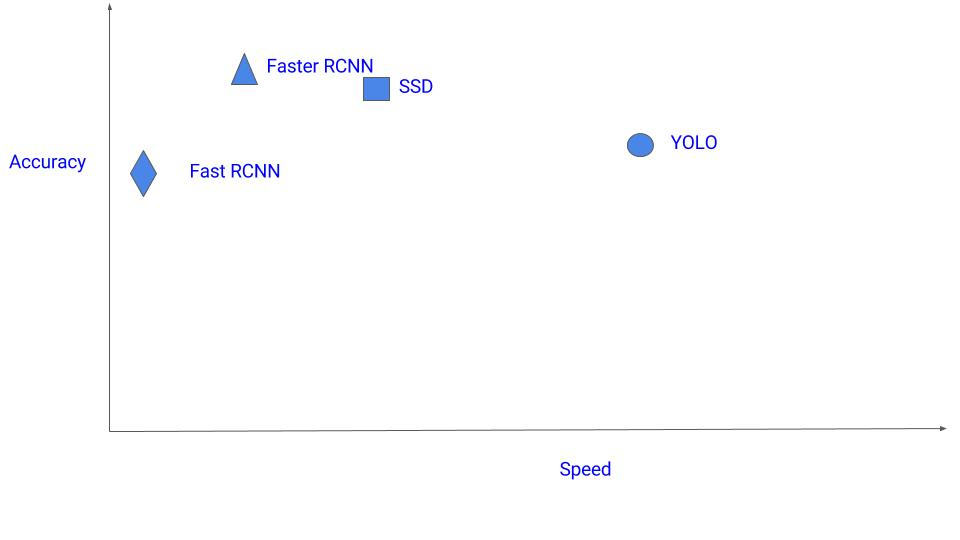 Faster RCNN
SSD
YOLO
Accuracy
Fast RCNN
Speed